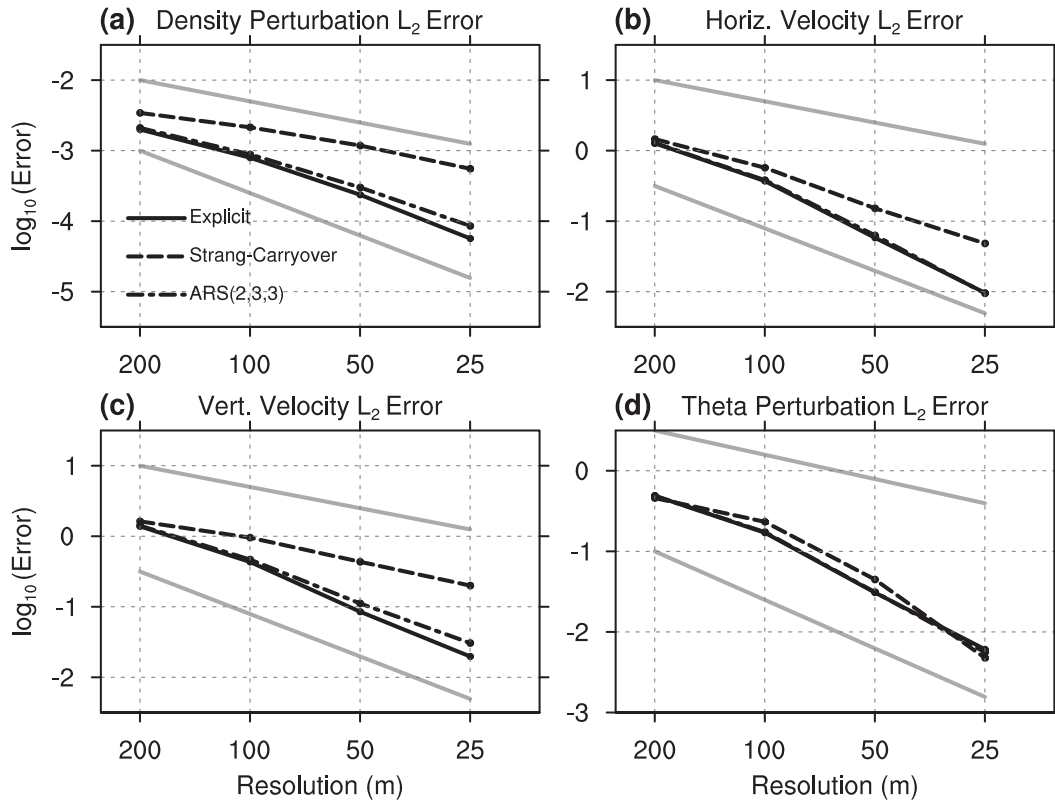 (a) Density Perturbation L2 Error
-2
-3
-4
-5
log10(Error)
Explicit
Strang-Carryover
ARS(2,3,3)
200 100 50 25
(b) Horiz. Velocity L2 Error
1
0
-1
-2
200 100 50 25
(c) Vert. Velocity L2 Error
1
0
-1
-2
log10(Error)
200 100 50 25
Resolution (m)
(d) Theta Perturbation L2 Error
0
-1
-2
-3
200 100 50 25
Resolution (m)